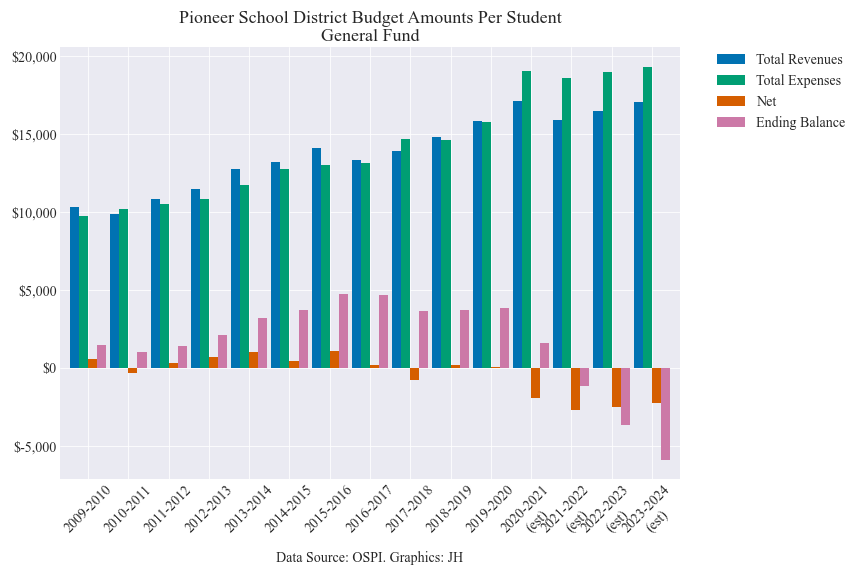 Pioneer School District Budget Amounts Per Student
General Fund
Total Revenues
Total Expenses
Net
Ending Balance
$20,000
$15,000
$10,000
$5,000
$0
$-5,000
2009-2010
2010-2011
2011-2012
2012-2013
2013-2014
2014-2015
2015-2016
2016-2017
2017-2018
2018-2019
2019-2020
2020-2021
(est)
2021-2022
(est)
2022-2023
(est)
2023-2024
(est)
Data Source: OSPI. Graphics: JH